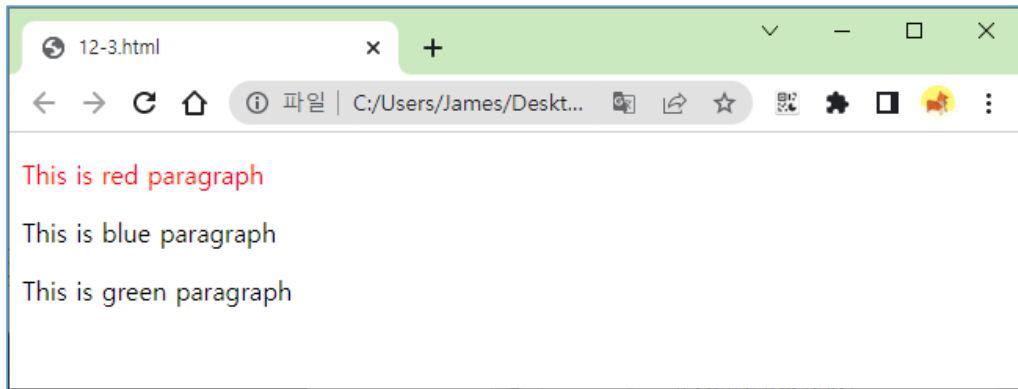 12-3.html
파일 C:/Users/James/Deskt...
This is red paragraph
This is blue paragraph
This is green paragraph